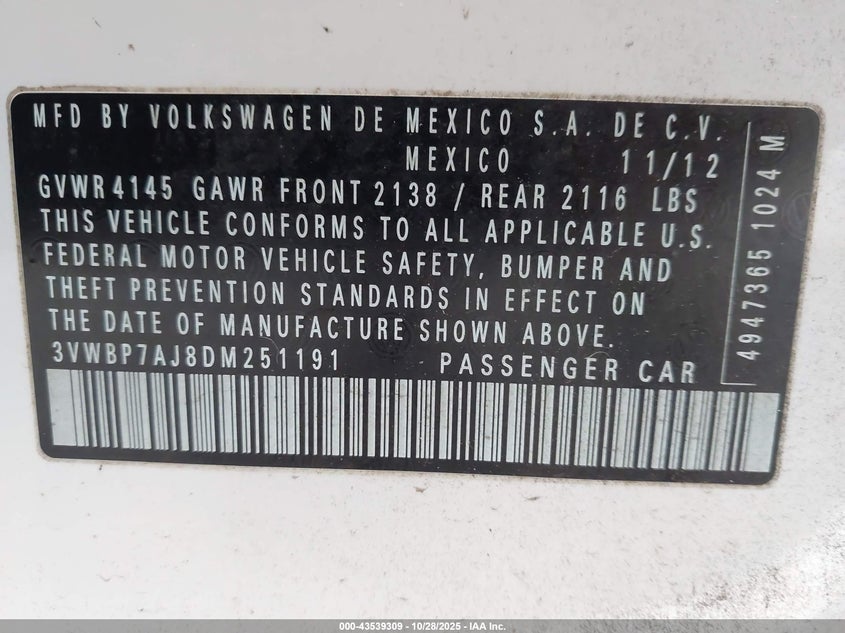 MFD BY VOLKSWAGEN DE MEXICO S.A. DE C.V.
MEXICO 11/12
GVWR4145 GAWR FRONT 2138 / REAR 2116 LBS
THIS VEHICLE CONFORMS TO ALL APPLICABLE U.S.
FEDERAL MOTOR VEHICLE SAFETY, BUMPER AND
THEFT PREVENTION STANDARDS IN EFFECT ON
THE DATE OF MANUFACTURE SHOWN ABOVE.
3VWBP7AJ8DM251191 PASSENGER CAR
4947365 1024 M
000-43539309 | 10/28/2025 | IAA Inc.